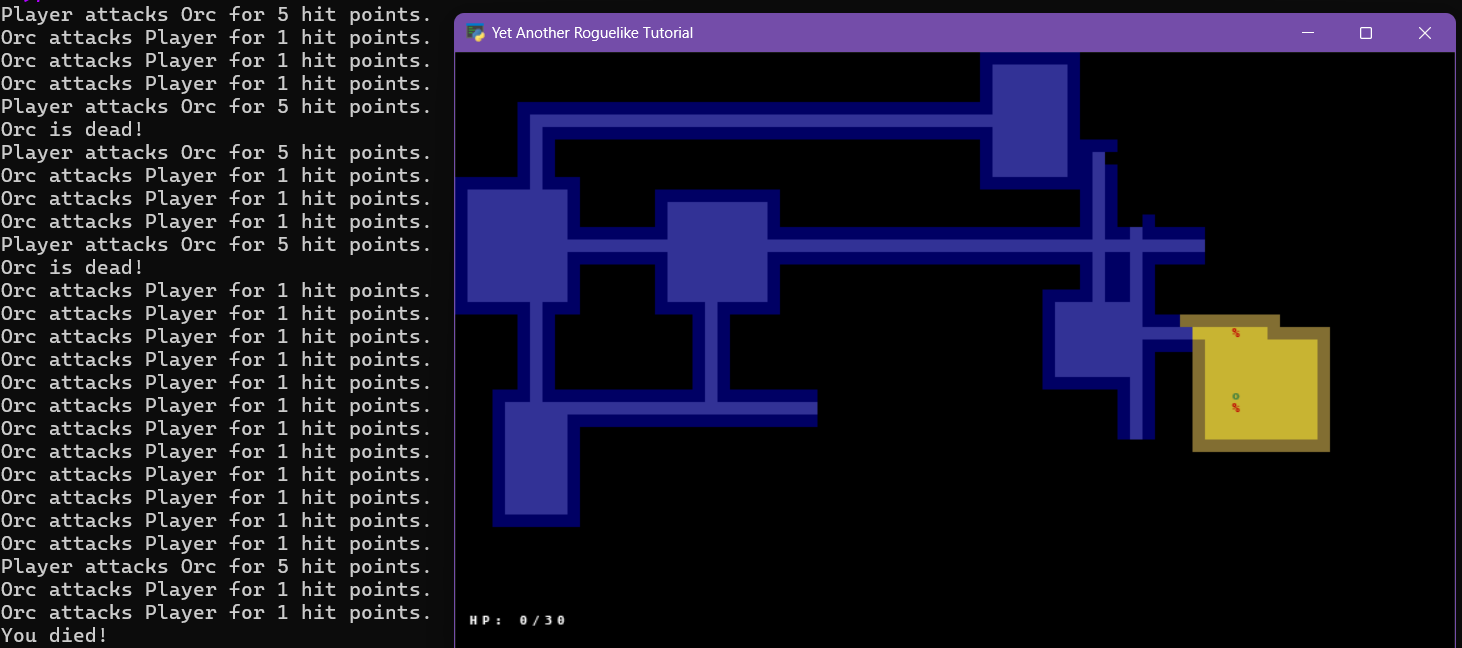 Player attacks Orc for 5 hit points.
Orc attacks Player for 1 hit points.
Orc attacks Player for 1 hit points.
Orc attacks Player for 1 hit points.
Player attacks Orc for 5 hit points.
Orc is dead!
Player attacks Orc for 5 hit points.
Orc attacks Player for 1 hit points.
Orc attacks Player for 1 hit points.
Orc attacks Player for 1 hit points.
Player attacks Orc for 5 hit points.
Orc is dead!
Orc attacks Player for 1 hit points.
Orc attacks Player for 1 hit points.
Orc attacks Player for 1 hit points.
Orc attacks Player for 1 hit points.
Orc attacks Player for 1 hit points.
Orc attacks Player for 1 hit points.
Orc attacks Player for 1 hit points.
Orc attacks Player for 1 hit points.
Orc attacks Player for 1 hit points.
Orc attacks Player for 1 hit points.
Orc attacks Player for 1 hit points.
Orc attacks Player for 1 hit points.
Player attacks Orc for 5 hit points.
Orc attacks Player for 1 hit points.
Orc attacks Player for 1 hit points.
You died!
Yet Another Roguelike Tutorial
%
o
%
HP: 0/30